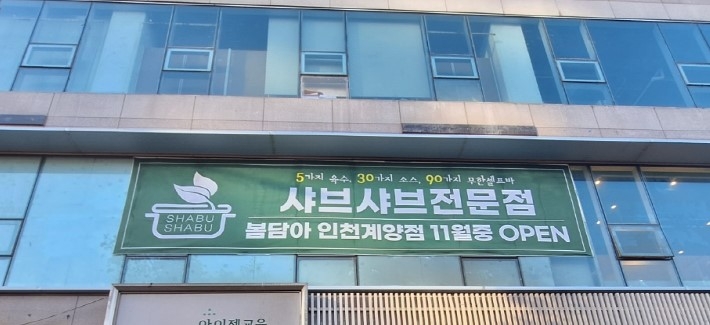 5가지 육수, 30가지 소스, 90가지 무한셀프바
SHABU
SHABU
샤브샤브전문점
봄담아 인천계양점 11월중 OPEN